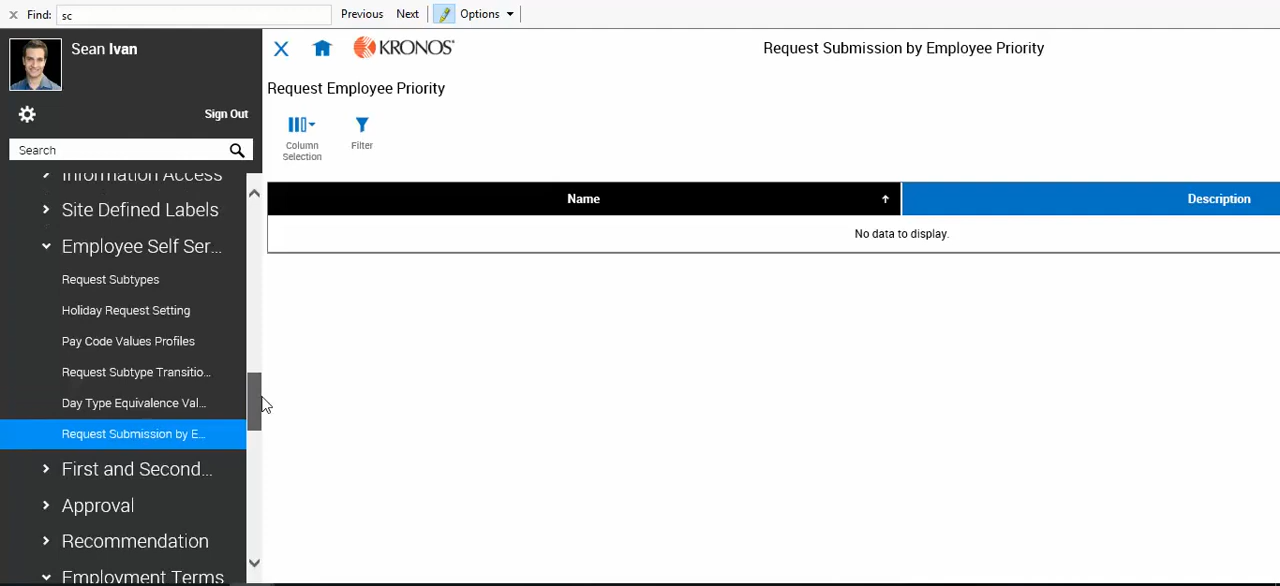 Find: sc Previous Next Options
Sean Ivan
KRONOS
Request Submission by Employee Priority
Request Employee Priority
Sign Out
Column
Selection
Filter
Search
Information Access
Site Defined Labels
Employee Self Ser...
Request Subtypes
Holiday Request Setting
Pay Code Values Profiles
Request Subtype Transitio...
Day Type Equivalence Val...
Request Submission by E...
First and Second...
Approval
Recommendation
Employment Terms
Name
Description
No data to display.